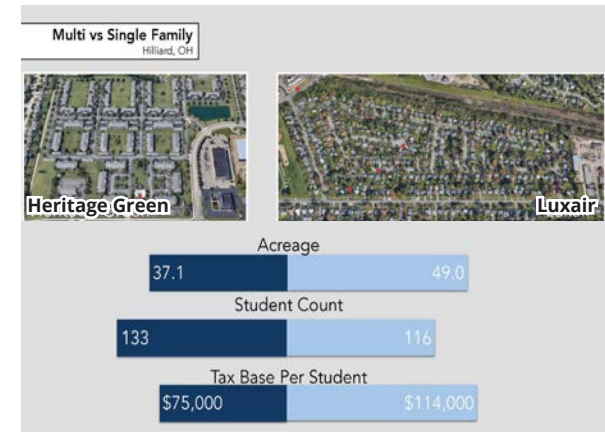 Multi vs Single Family
Hilliard, OH
Heritage Green
Luxair
Acreage
37.1 49.0
Student Count
133 116
Tax Base Per Student
$75,000 $114,000